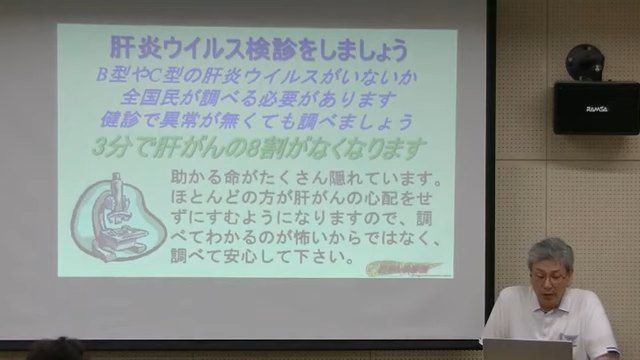 肝炎ウイルス検診をしましょう
B型やC型の肝炎ウイルスがいないか
全国民が調べる必要があります
健診で異常が無くても調べましょう
3分で肝がんの8割がなくなります
助かる命がたくさん隠れています。
ほとんどの方が肝がんの心配をせ
ずにすむようになりますので、調
べてわかるのが怖いからではなく、
調べて安心して下さい。
RAMSA